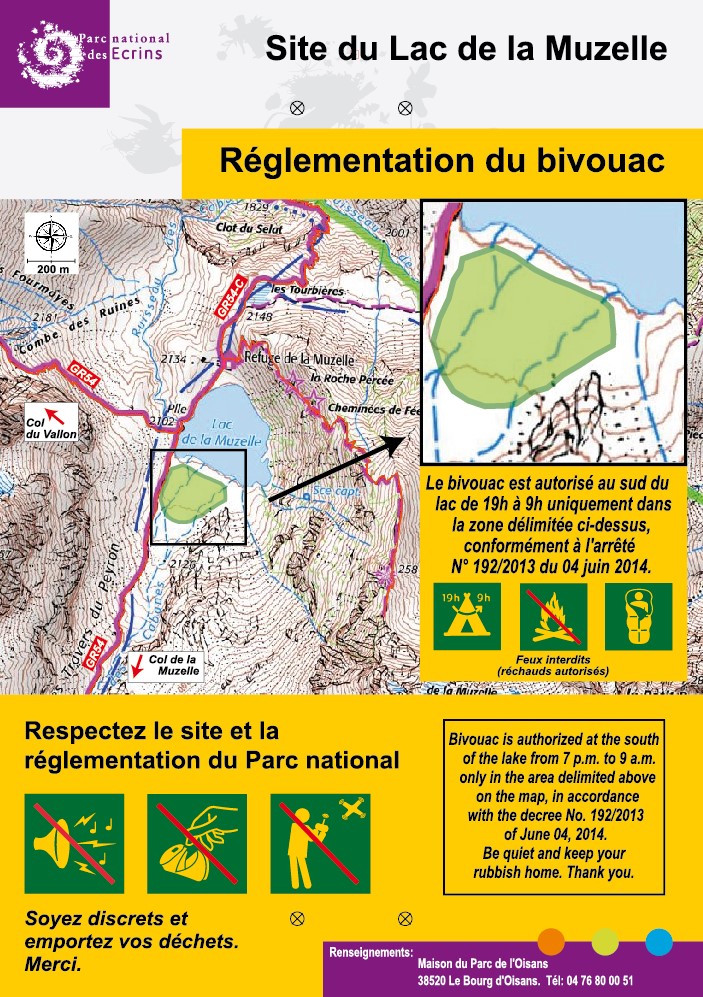 Parc national
des Ecrins
Site du Lac de la Muzelle
Réglementation du bivouac
200 m
1829
Clot du Selut
2001
Fourmayes
2181
Combe des Ruines
Ruisseau
GR54-C
les Tourbières
2148
2134
Refuge de la Muzelle
la Roche Percée
GR54
Cheminées de Fée
Plle
2102
Col
du Vallon
Lac
de la Muzelle
Sce capt.
2126
258
Travers du Peyron
GR54
Col de la
Muzelle
de la Muzelle
Le bivouac est autorisé au sud du
lac de 19h à 9h uniquement dans
la zone délimitée ci-dessus,
conformément à l'arrêté
N° 192/2013 du 04 juin 2014.
19h 9h
Feux interdits
(réchauds autorisés)
Respectez le site et la
réglementation du Parc national
Bivouac is authorized at the south
of the lake from 7 p.m. to 9 a.m.
only in the area delimited above
on the map, in accordance
with the decree No. 192/2013
of June 04, 2014.
Be quiet and keep your
rubbish home. Thank you.
Soyez discrets et
emportez vos déchets.
Merci.
Renseignements:
Maison du Parc de l'Oisans
38520 Le Bourg d'Oisans. Tél: 04 76 80 00 51